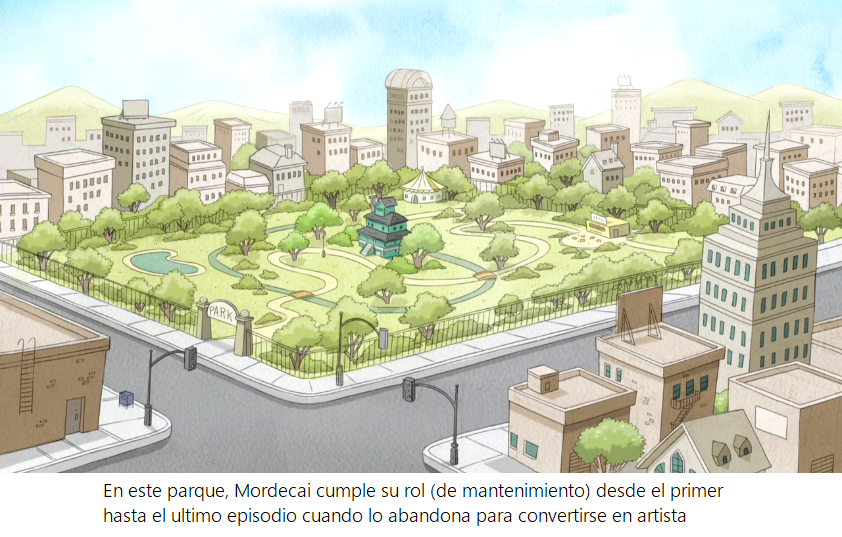 PARK
En este parque, Mordecai cumple su rol (de mantenimiento) desde el primer
hasta el ultimo episodio cuando lo abandona para convertirse en artista